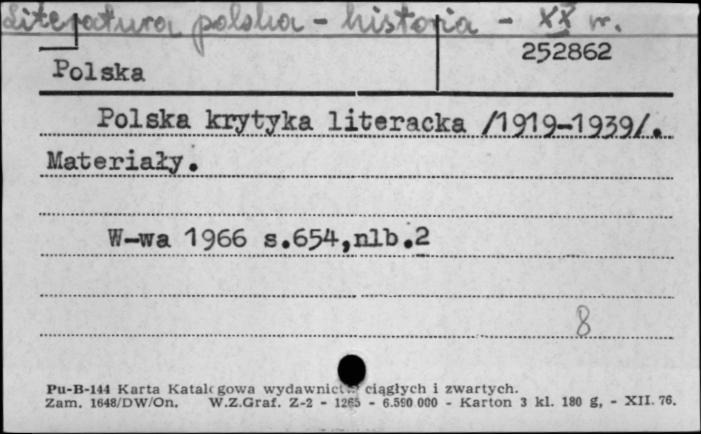 Literatura polska - historia - XX w.
252862
Polska
Polska krytyka literacka /1919-1939/.
Materiały.
W-wa 1966 s.654,nlb.2
8
Pu-B-144 Karta Katalogowa wydawnictw ciągłych i zwartych.
Zam. 1648/DW/On. W.Z.Graf. Z-2 - 1265 - 6.590 000 - Karton 3 kl. 180 g, - XII. 76.